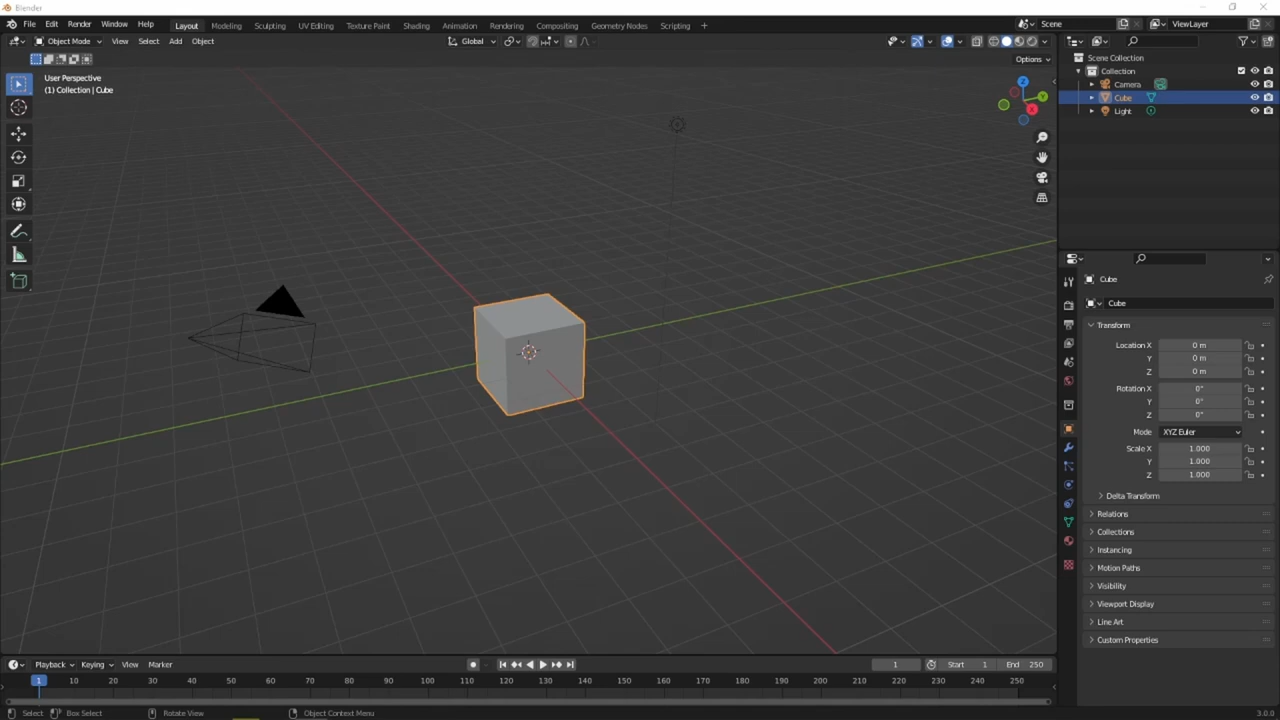 Blender
File Edit Render Window Help Layout Modeling Sculpting UV Editing Texture Paint Shading Animation Rendering Compositing Geometry Nodes Scripting + Scene ViewLayer
Object Mode View Select Add Object Global
Options
User Perspective
(1) Collection | Cube
Z
Y
X
Scene Collection
Collection
Camera
Cube
Light
Cube
Cube
Transform
Location X 0 m
Y 0 m
Z 0 m
Rotation X 0°
Y 0°
Z 0°
Mode XYZ Euler
Scale X 1.000
Y 1.000
Z 1.000
Delta Transform
Relations
Collections
Instancing
Motion Paths
Visibility
Viewport Display
Line Art
Custom Properties
Playback Keying View Marker 1 Start 1 End 250
1 10 20 30 40 50 60 70 80 90 100 110 120 130 140 150 160 170 180 190 200 210 220 230 240 250
Select Box Select Rotate View Object Context Menu 3.0.0